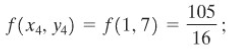 f(x₄, y₄) = f(1, 7) = 105/16 ;